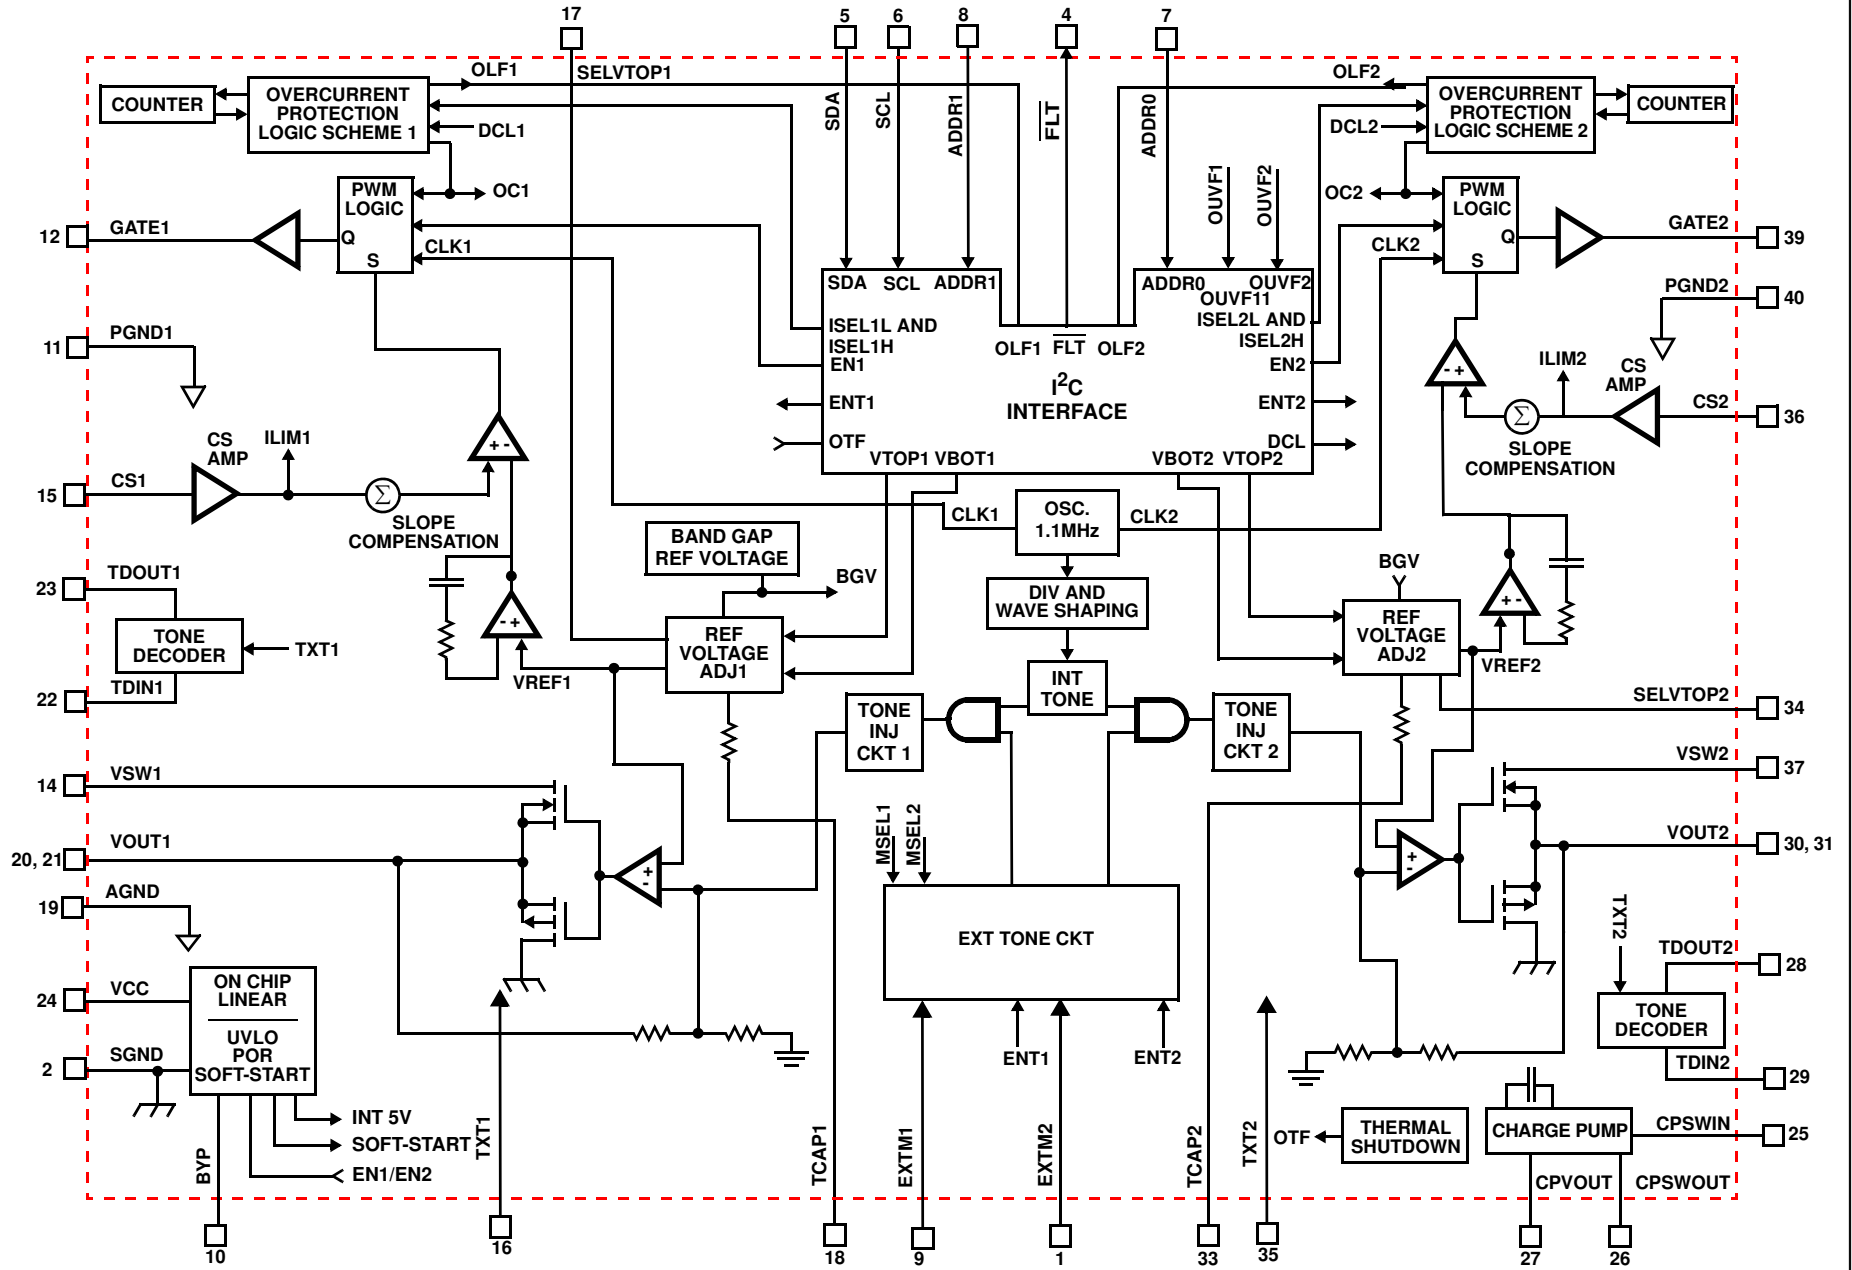 17
5
6
8
4
7
OLF1
SELVTOP1
OLF2
COUNTER
OVERCURRENT
PROTECTION
LOGIC SCHEME 1
DCL1
SDA
SCL
ADDR1
FLT
ADDR0
OUVF1
OUVF2
DCL2
OVERCURRENT
PROTECTION
LOGIC SCHEME 2
COUNTER
PWM
LOGIC
Q
S
OC1
CLK1
OC2
CLK2
PWM
LOGIC
Q
S
12
GATE1
GATE2
39
PGND2
40
11
PGND1
SDA
SCL
ADDR1
ADDR0
OUVF2
OUVF11
ISEL1L AND
ISEL1H
EN1
ENT1
OTF
VTOP1
VBOT1
OLF1
FLT
OLF2
I2C
INTERFACE
ISEL2L AND
ISEL2H
EN2
ENT2
DCL
VBOT2
VTOP2
CS
AMP
ILIM1
15
CS1
Σ
SLOPE
COMPENSATION
+ -
ILIM2
CS
AMP
CS2
36
- +
Σ
SLOPE
COMPENSATION
BAND GAP
REF VOLTAGE
BGV
CLK1
OSC.
1.1MHz
CLK2
DIV AND
WAVE SHAPING
INT
TONE
BGV
23
TDOUT1
TONE
DECODER
TXT1
22
TDIN1
- +
VREF1
REF
VOLTAGE
ADJ1
REF
VOLTAGE
ADJ2
+ -
VREF2
SELVTOP2
34
TONE
INJ
CKT 1
TONE
INJ
CKT 2
14
VSW1
VSW2
37
20, 21
VOUT1
VOUT2
30, 31
+
-
+
-
19
AGND
MSEL1
MSEL2
EXT TONE CKT
TXT2
TDOUT2
28
TONE
DECODER
TDIN2
29
24
VCC
ON CHIP
LINEAR
UVLO
POR
SOFT-START
2
SGND
ENT1
ENT2
INT 5V
SOFT-START
EN1/EN2
BYP
TXT1
TCAP1
EXTM1
EXTM2
TCAP2
TXT2
OTF
THERMAL
SHUTDOWN
CHARGE PUMP
CPSWIN
25
CPVOUT
CPSWOUT
10
16
18
9
1
33
35
27
26